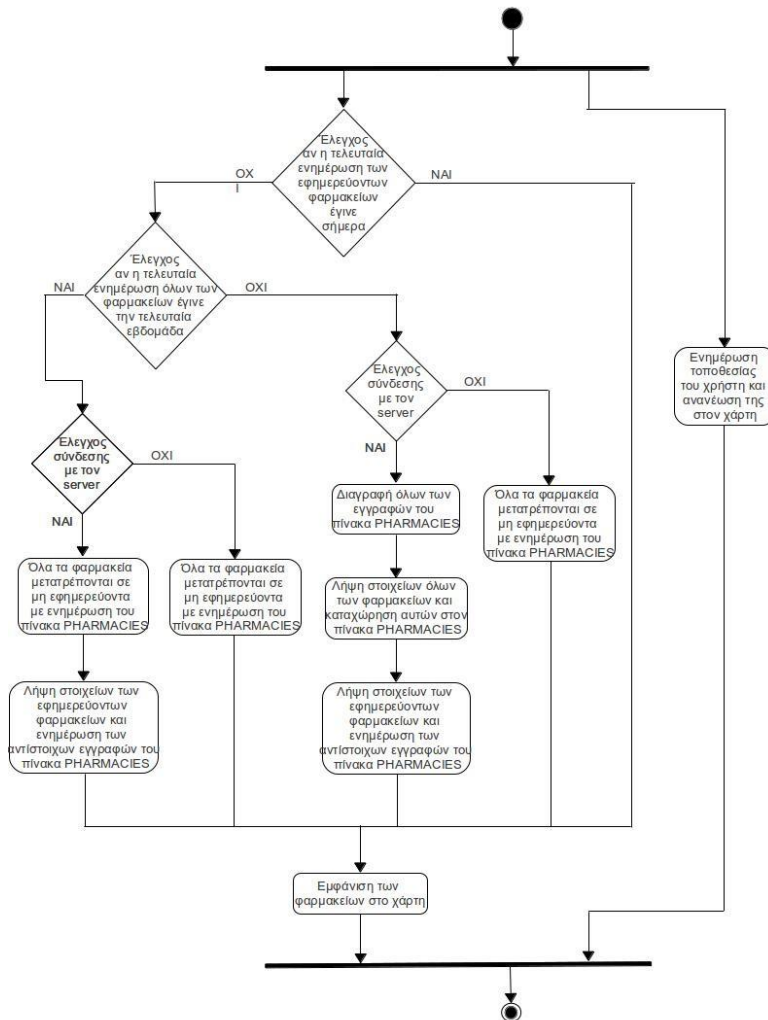 Έλεγχος
αν η τελευταία
ενημέρωση των
εφημερεύοντων
φαρμακείων
έγινε
σήμερα
ΟΧ
Ι
ΝΑΙ
Έλεγχος
αν η τελευταία
ενημέρωση όλων των
φαρμακείων έγινε
την τελευταία
εβδομάδα
ΝΑΙ
ΟΧΙ
Έλεγχος
σύνδεσης
με τον
server
ΟΧΙ
ΝΑΙ
Ενημέρωση
τοποθεσίας
του χρήστη και
ανανέωση της
στον χάρτη
Έλεγχος
σύνδεσης
με τον
server
ΟΧΙ
ΝΑΙ
Διαγραφή όλων των
εγγραφών του
πίνακα PHARMACIES
Όλα τα φαρμακεία
μετατρέπονται σε
μη εφημερεύοντα
με ενημέρωση του
πίνακα PHARMACIES
Όλα τα φαρμακεία
μετατρέπονται σε
μη εφημερεύοντα
με ενημέρωση του
πίνακα PHARMACIES
Όλα τα φαρμακεία
μετατρέπονται σε
μη εφημερεύοντα
με ενημέρωση του
πίνακα PHARMACIES
Λήψη στοιχείων όλων
των φαρμακείων και
καταχώρηση αυτών στον
πίνακα PHARMACIES
Λήψη στοιχείων των
εφημερεύοντων
φαρμακείων και
ενημέρωση των
αντίστοιχων εγγραφών του
πίνακα PHARMACIES
Λήψη στοιχείων των
εφημερεύοντων
φαρμακείων και
ενημέρωση των
αντίστοιχων εγγραφών του
πίνακα PHARMACIES
Εμφάνιση των
φαρμακείων στο χάρτη